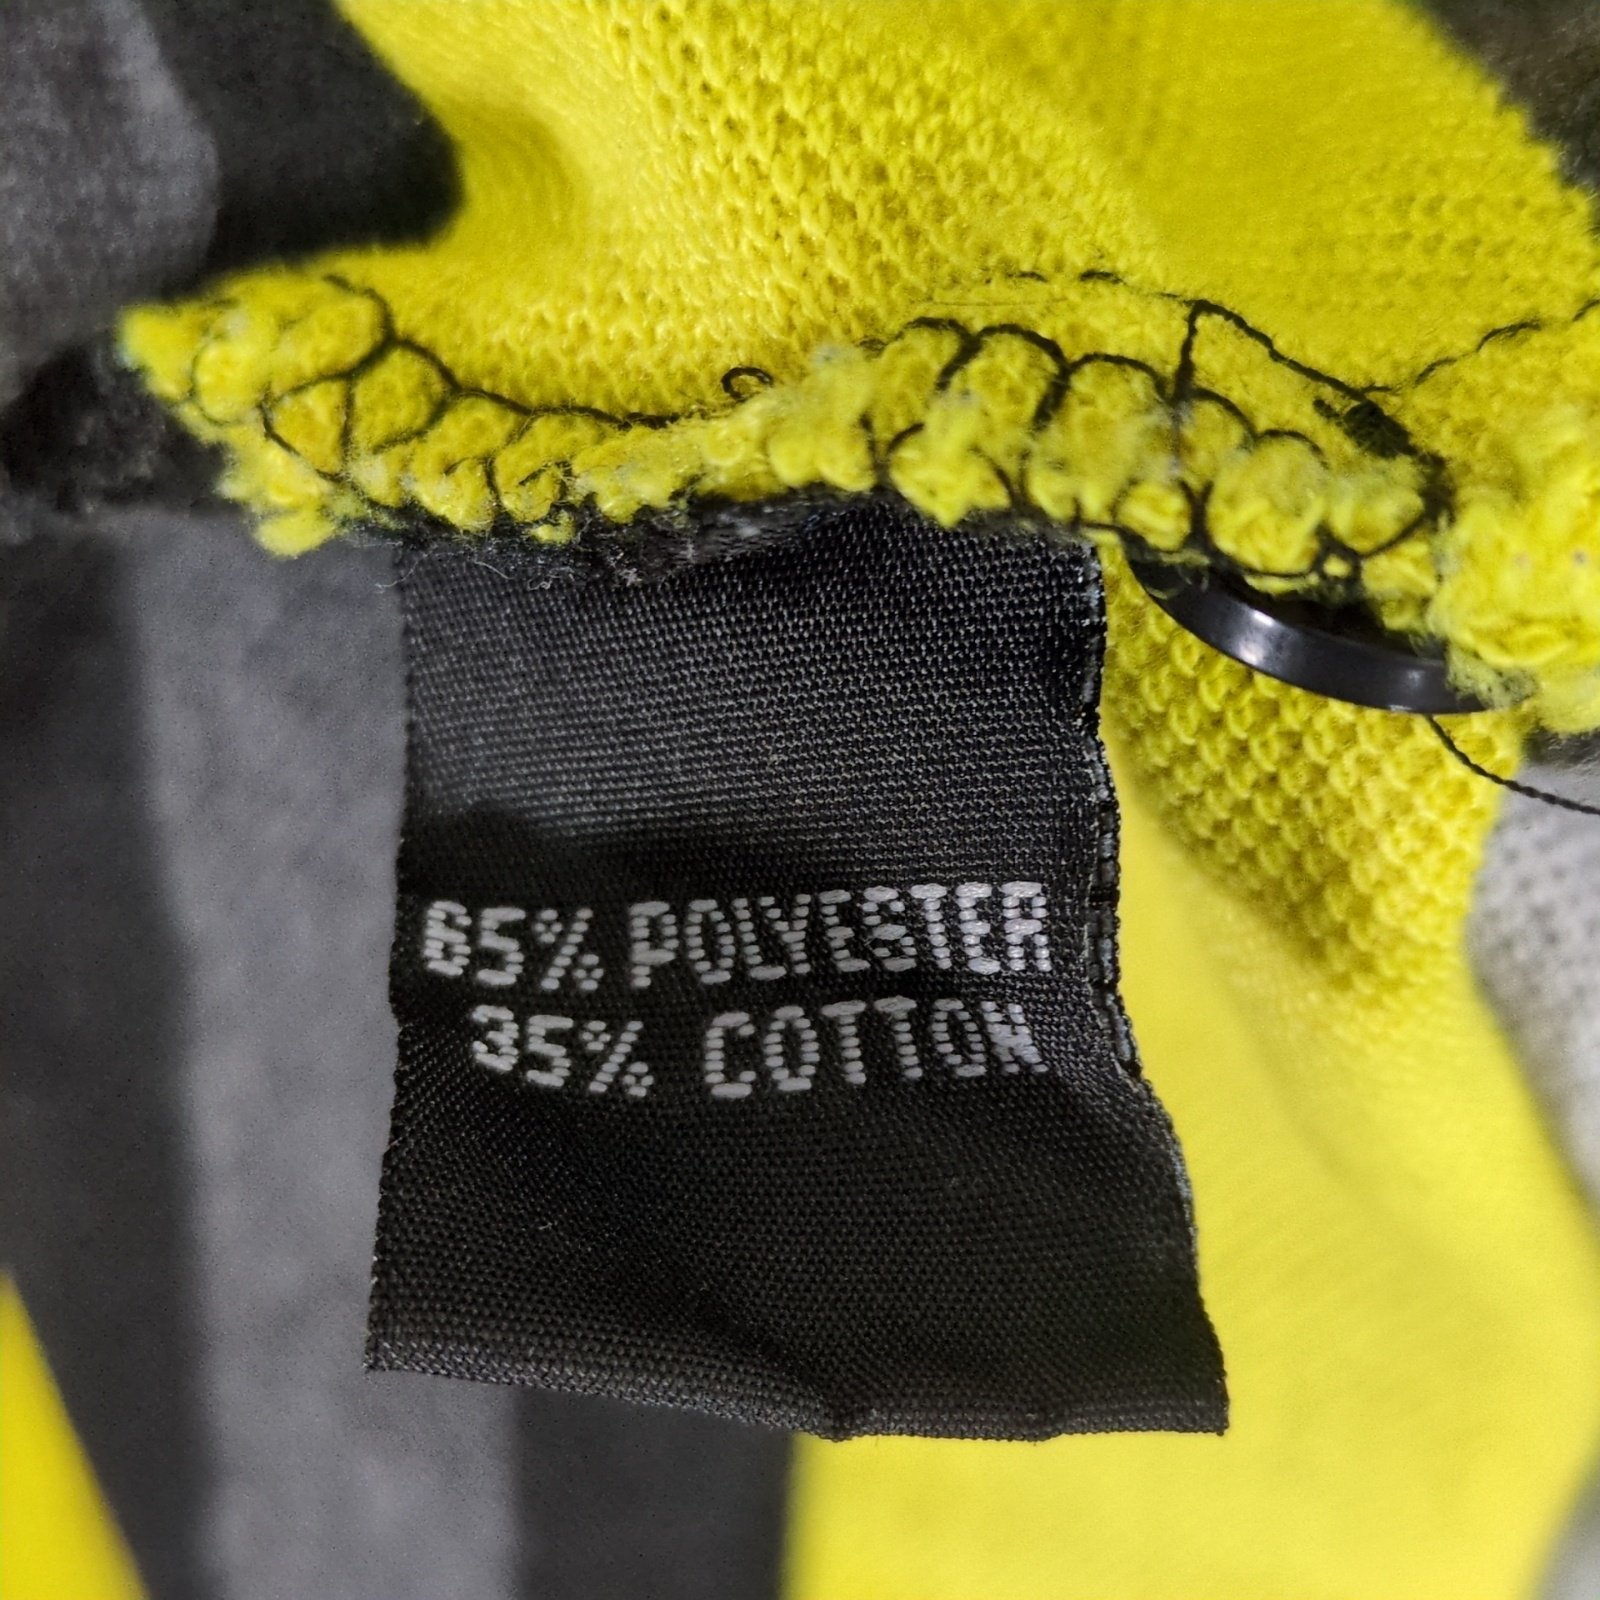 65% POLYESTER
35% COTTON